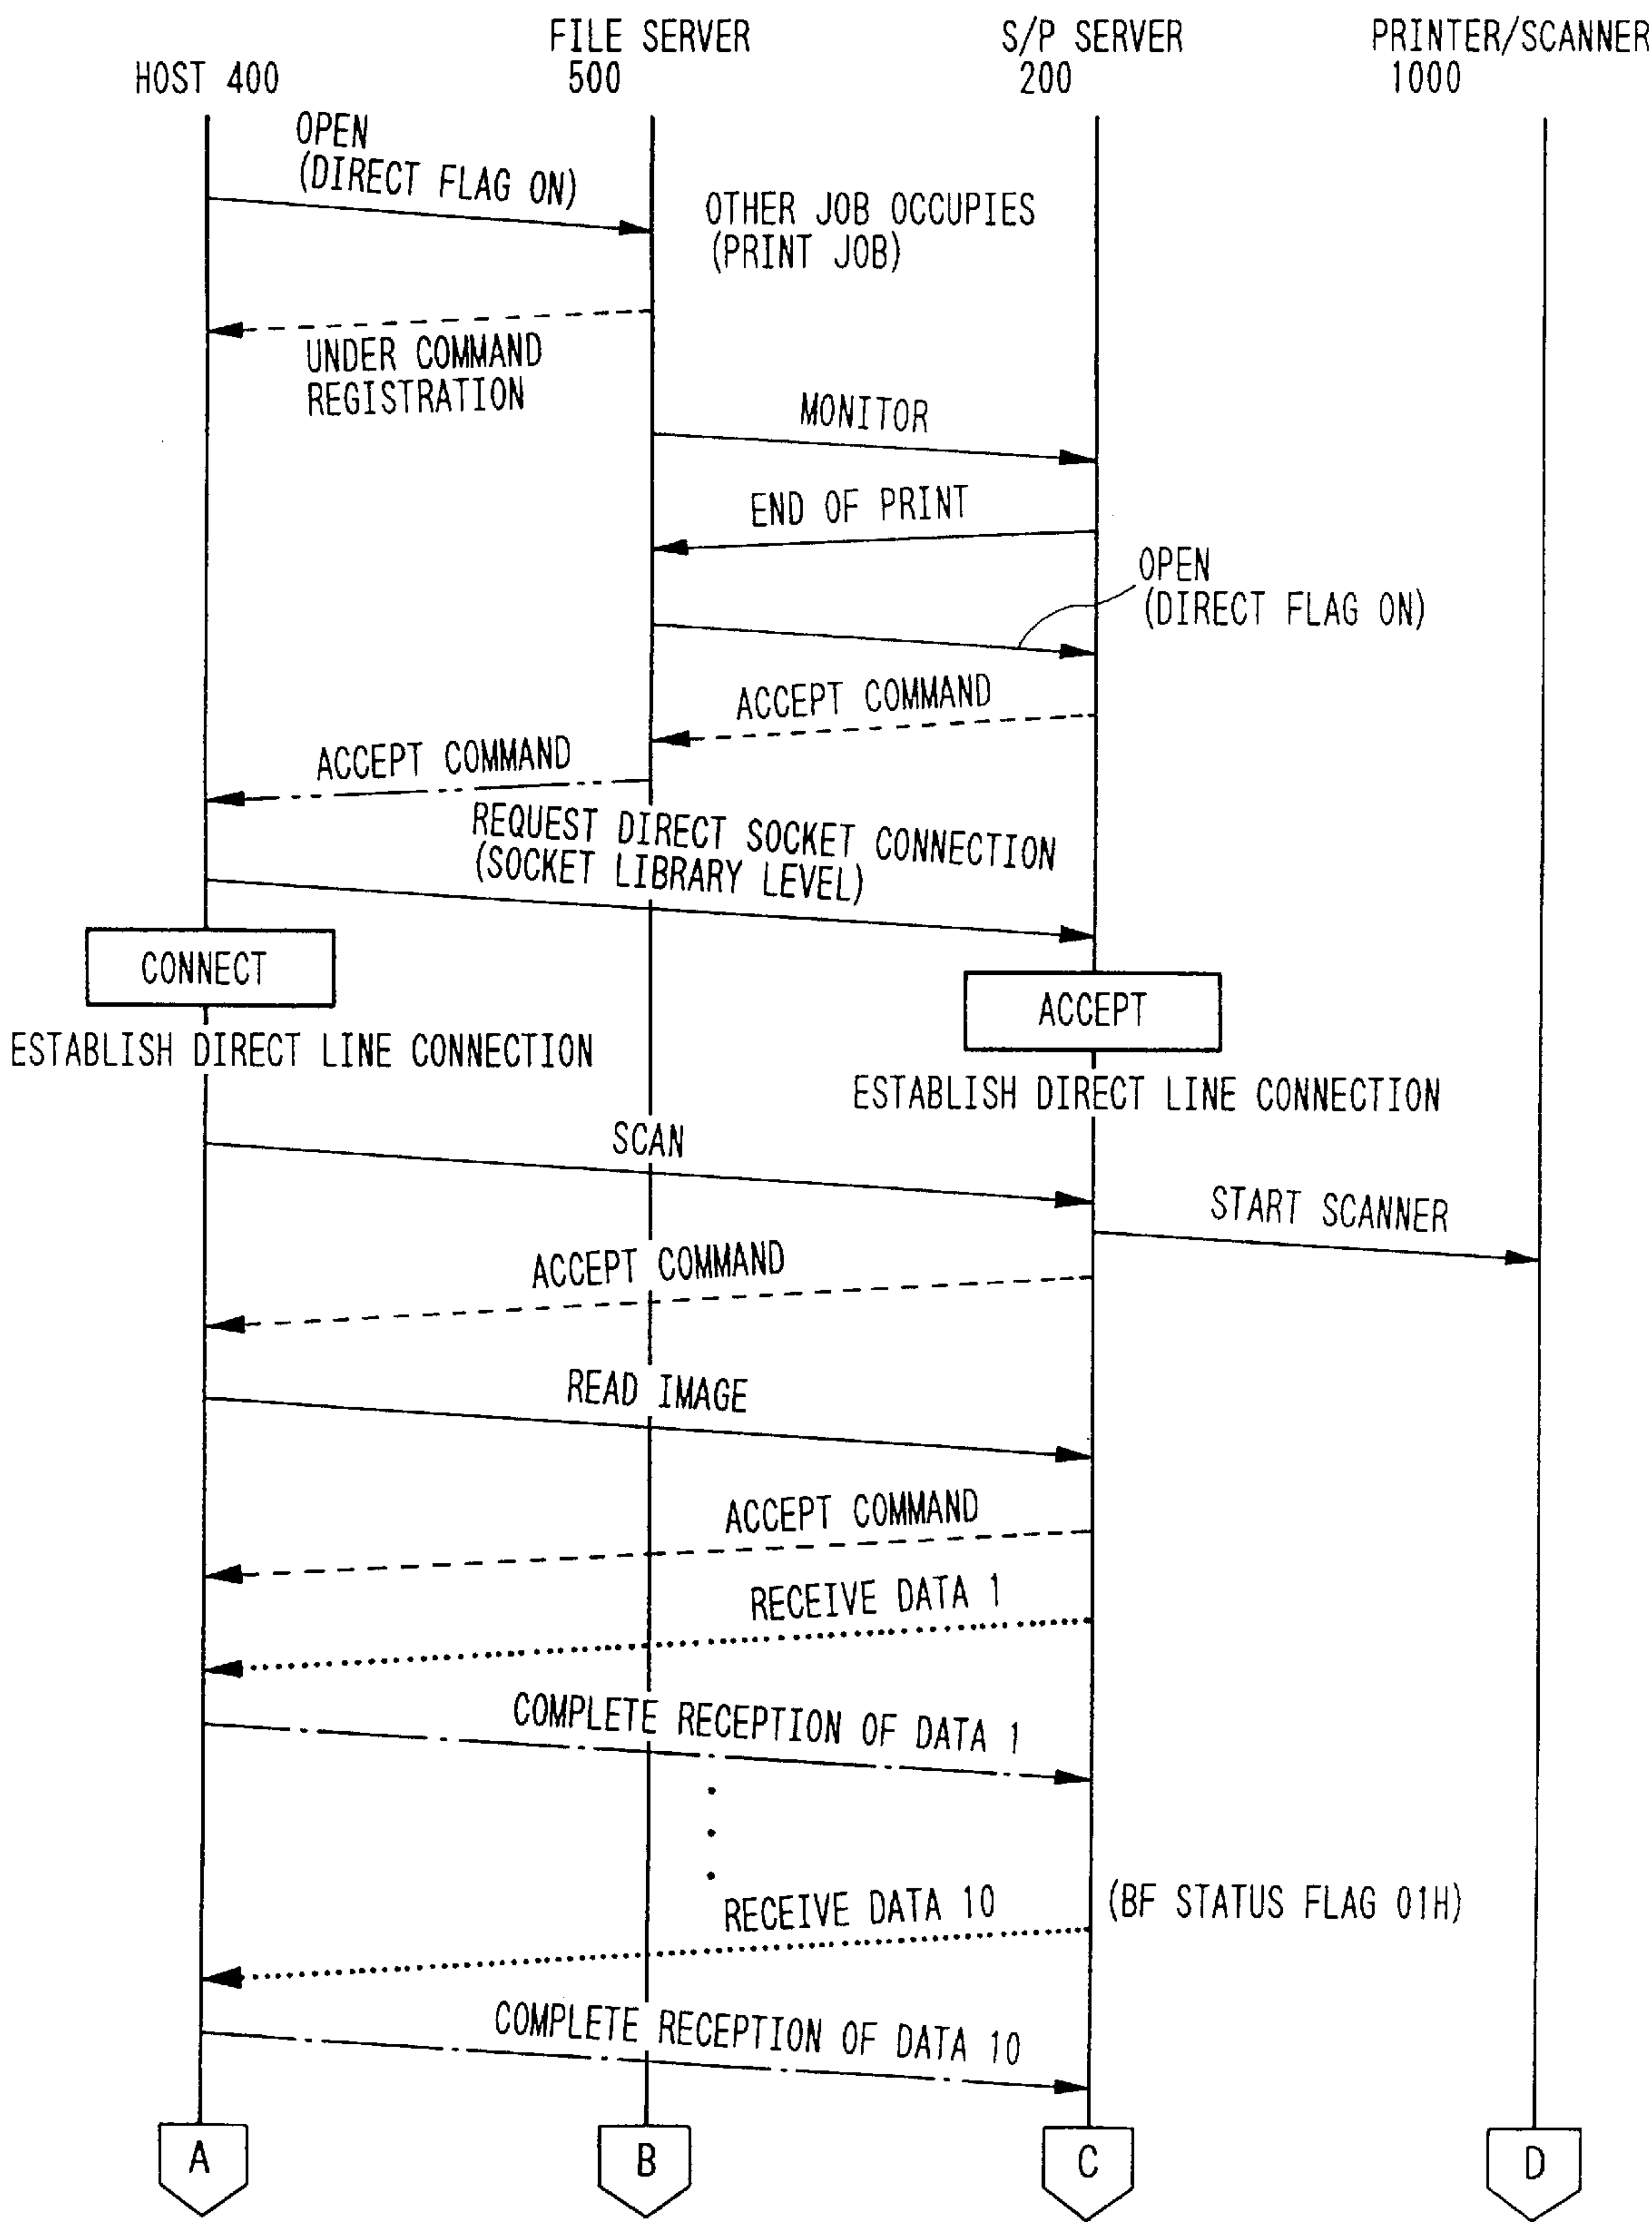 FILE SERVER
S/P SERVER
PRINTER/SCANNER
HOST 400
500
200
1000
OPEN
(DIRECT FLAG ON)
OTHER JOB OCCUPIES
(PRINT JOB)
UNDER COMMAND
REGISTRATION
MONITOR
END OF PRINT
OPEN
(DIRECT FLAG ON)
ACCEPT COMMAND
ACCEPT COMMAND
REQUEST DIRECT SOCKET CONNECTION
(SOCKET LIBRARY LEVEL)
CONNECT
ACCEPT
ESTABLISH DIRECT LINE CONNECTION
ESTABLISH DIRECT LINE CONNECTION
SCAN
START SCANNER
ACCEPT COMMAND
READ IMAGE
ACCEPT COMMAND
RECEIVE DATA 1
COMPLETE RECEPTION OF DATA 1
RECEIVE DATA 10
(BF STATUS FLAG 01H)
COMPLETE RECEPTION OF DATA 10
A
B
C
D